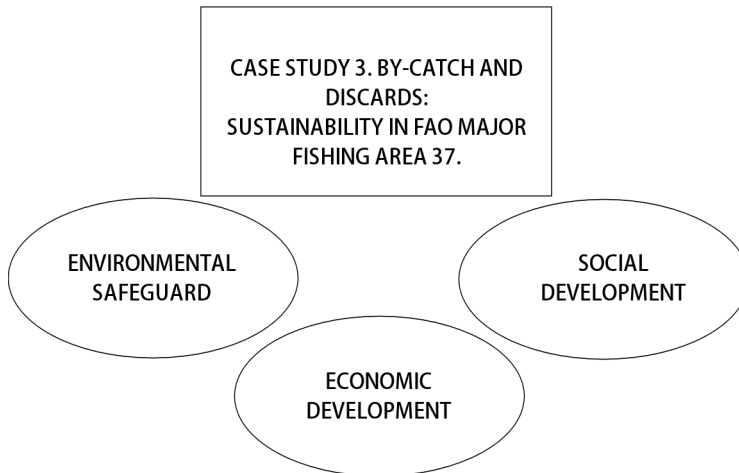 CASE STUDY 3. BY-CATCH AND
DISCARDS:
SUSTAINABILITY IN FAO MAJOR
FISHING AREA 37.
ENVIRONMENTAL
SAFEGUARD
SOCIAL
DEVELOPMENT
ECONOMIC
DEVELOPMENT